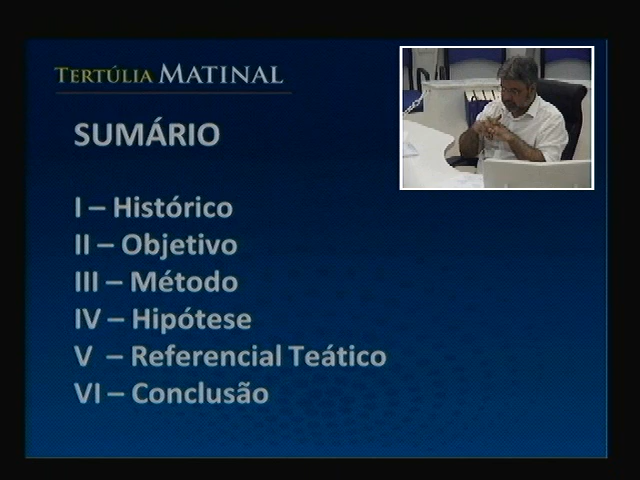 TERTÚLIA MATINAL
SUMÁRIO
I – Histórico
II – Objetivo
III – Método
IV – Hipótese
V – Referencial Teático
VI – Conclusão